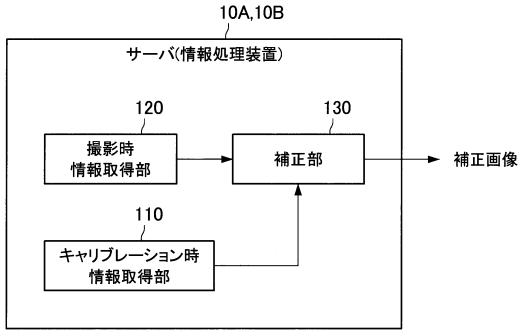 10A,10B
サーバ(情報処理装置)
120
撮影時
情報取得部
130
補正部
補正画像
110
キャリブレーション時
情報取得部